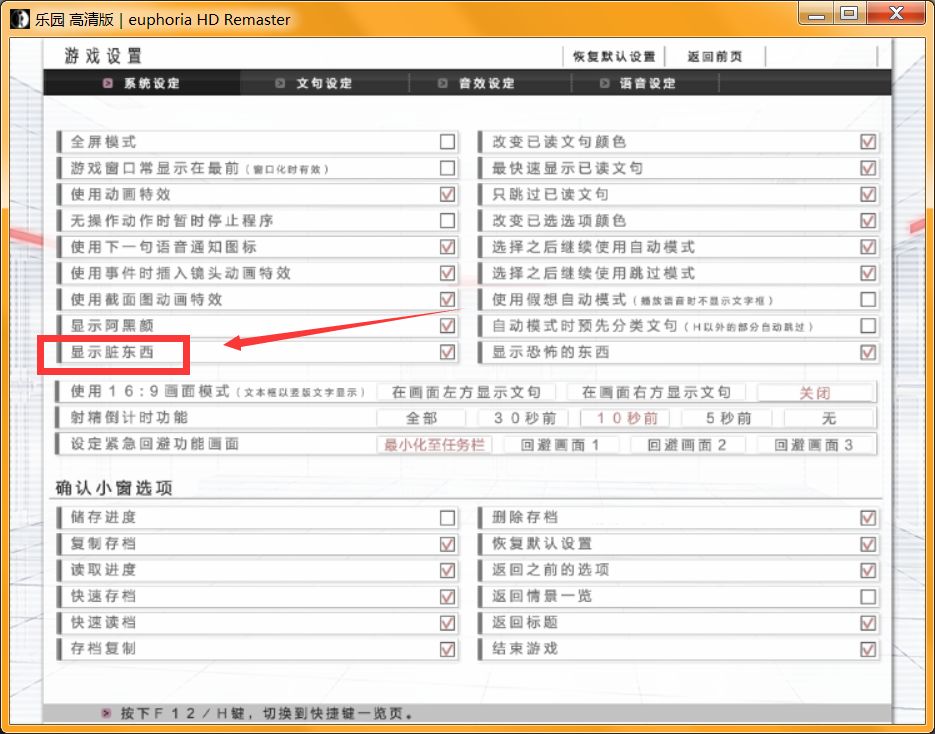 乐园 高清版 | euphoria HD Remaster
游戏设置
恢复默认设置 返回前页
系统设定 文句设定 音效设定 语音设定
全屏模式 改变已读文句颜色
游戏窗口常显示在最前(窗口化时有效) 最快速显示已读文句
使用动画特效 只跳过已读文句
无操作动作时暂时停止程序 改变已选选项颜色
使用下一句语音通知图标 选择之后继续使用自动模式
使用事件时插入镜头动画特效 选择之后继续使用跳过模式
使用截面图动画特效 使用假想自动模式(播放语音时不显示文字框)
显示阿黑颜 自动模式时预先分类文句(H以外的部分自动跳过)
显示脏东西 显示恐怖的东西
使用16:9画面模式(文本框以竖版文字显示) 在画面左方显示文句 在画面右方显示文句 关闭
射精倒计时功能 全部 30秒前 10秒前 5秒前 无
设定紧急回避功能画面 最小化至任务栏 回避画面1 回避画面2 回避画面3
确认小窗选项
储存进度 删除存档
复制存档 恢复默认设置
读取进度 返回之前的选项
快速存档 返回情景一览
快速读档 返回标题
存档复制 结束游戏
按下F12/H键，切换到快捷键一览页。